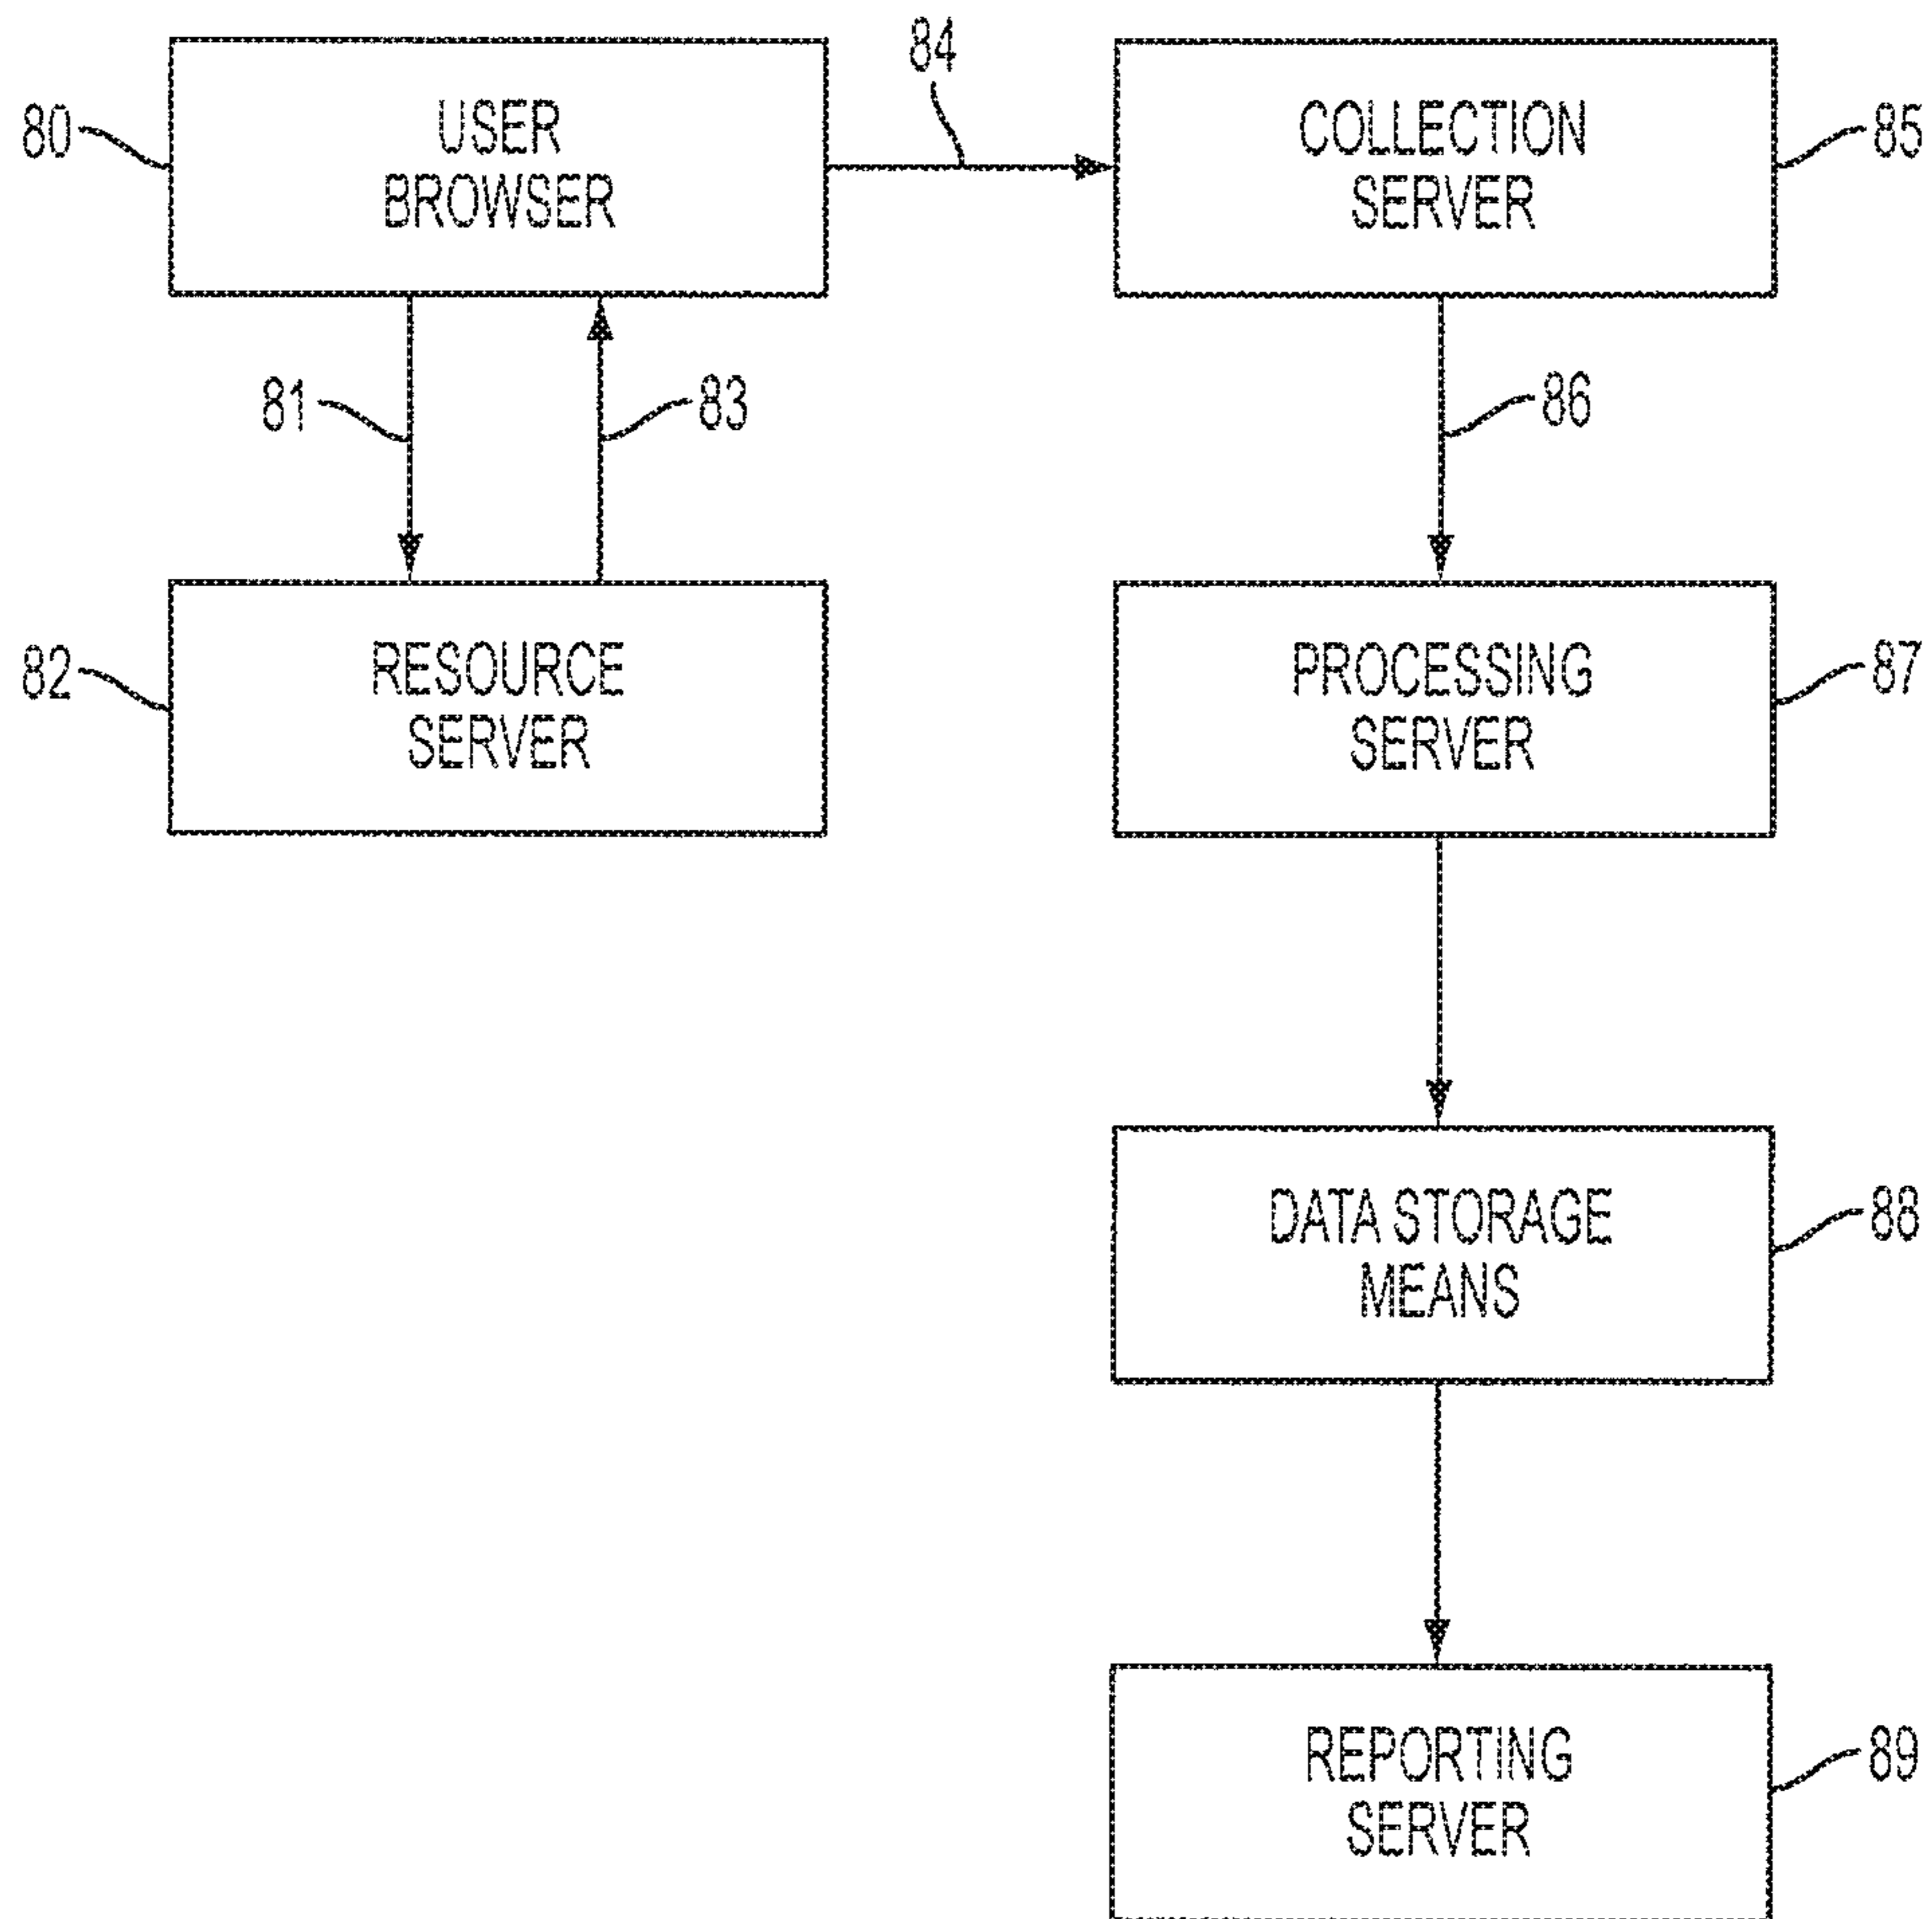 84
80
USER
BROWSER
COLLECTION
SERVER
85
81
83
86
82
RESOURCE
SERVER
PROCESSING
SERVER
87
DATA STORAGE
MEANS
88
REPORTING
SERVER
89